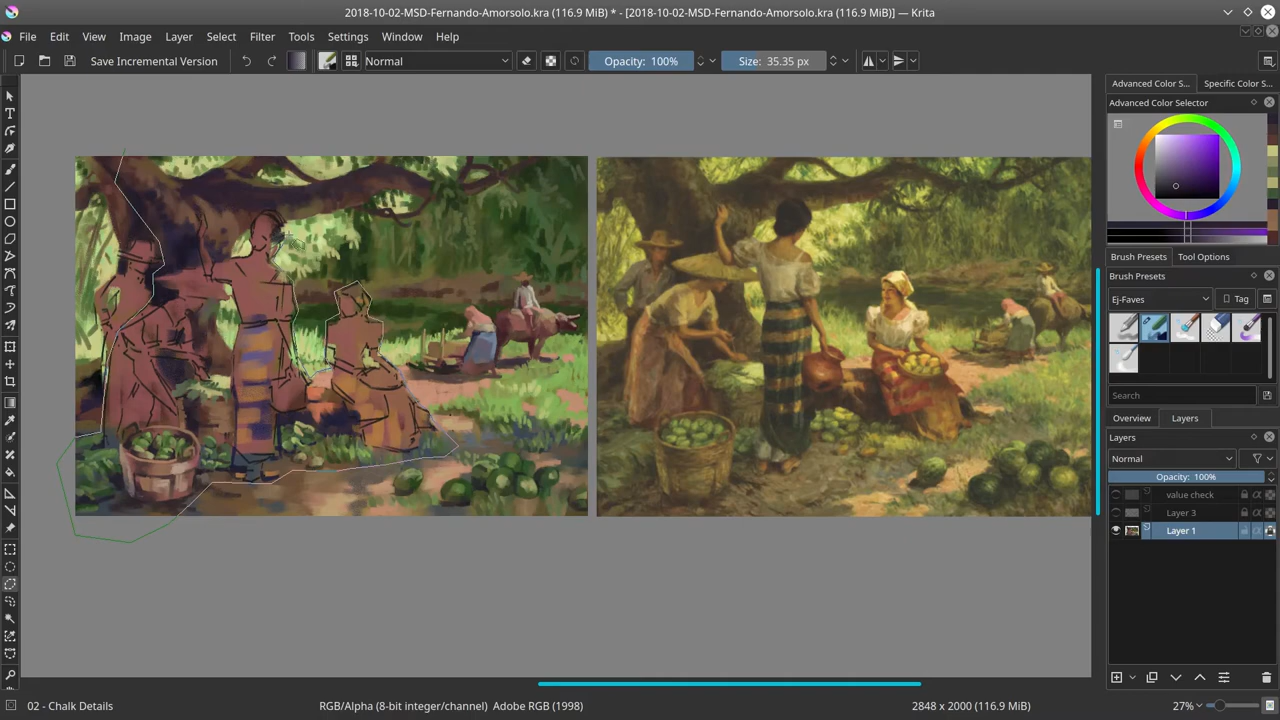 2018-10-02-MSD-Fernando-Amorsolo.kra (116.9 MiB) * - [2018-10-02-MSD-Fernando-Amorsolo.kra (116.9 MiB)] — Krita
File Edit View Image Layer Select Filter Tools Settings Window Help
Save Incremental Version Normal Opacity: 100% Size: 35.35 px
Advanced Color S... Specific Color S...
Advanced Color Selector
Brush Presets Tool Options
Brush Presets
Ej-Faves Tag
Search
Overview Layers
Layers
Normal
Opacity: 100%
value check
Layer 3
Layer 1
02 - Chalk Details RGB/Alpha (8-bit integer/channel) Adobe RGB (1998) 2848 x 2000 (116.9 MiB) 27%